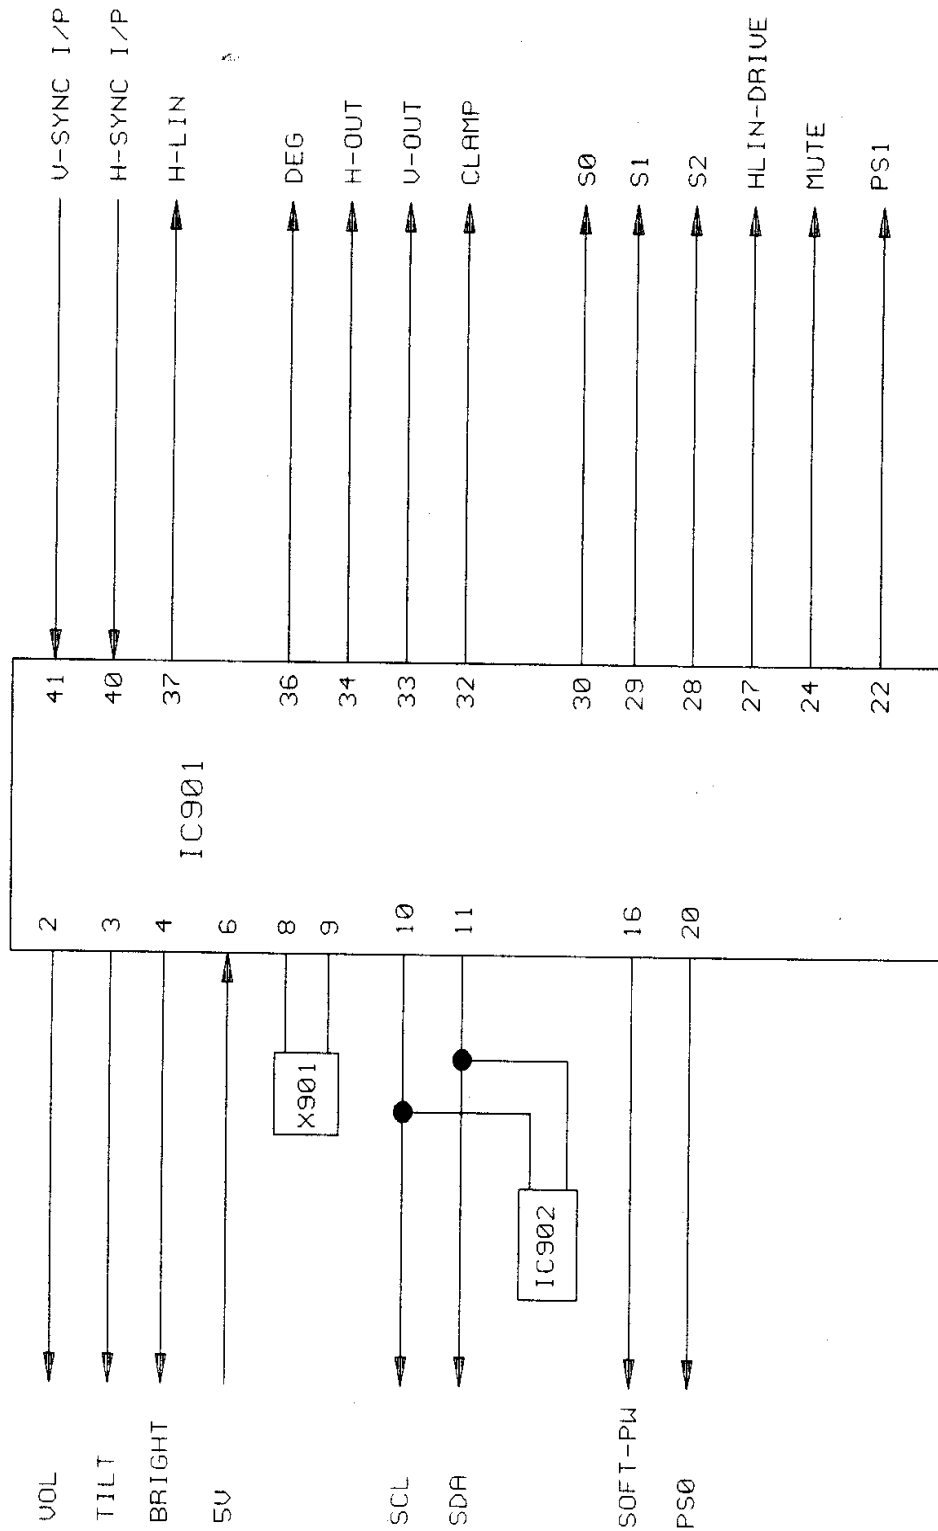 V-SYNC I/P
H-SYNC I/P
H-LIN
DEG
H-OUT
V-OUT
CLAMP
S0
S1
S2
HLIN-DRIVE
MUTE
PS1
41
40
37
36
34
33
32
30
29
28
27
24
22
IC901
2
3
4
6
8
9
10
11
16
20
X901
IC902
VOL
TILT
BRIGHT
5V
SCL
SDA
SOFT-PW
PS0